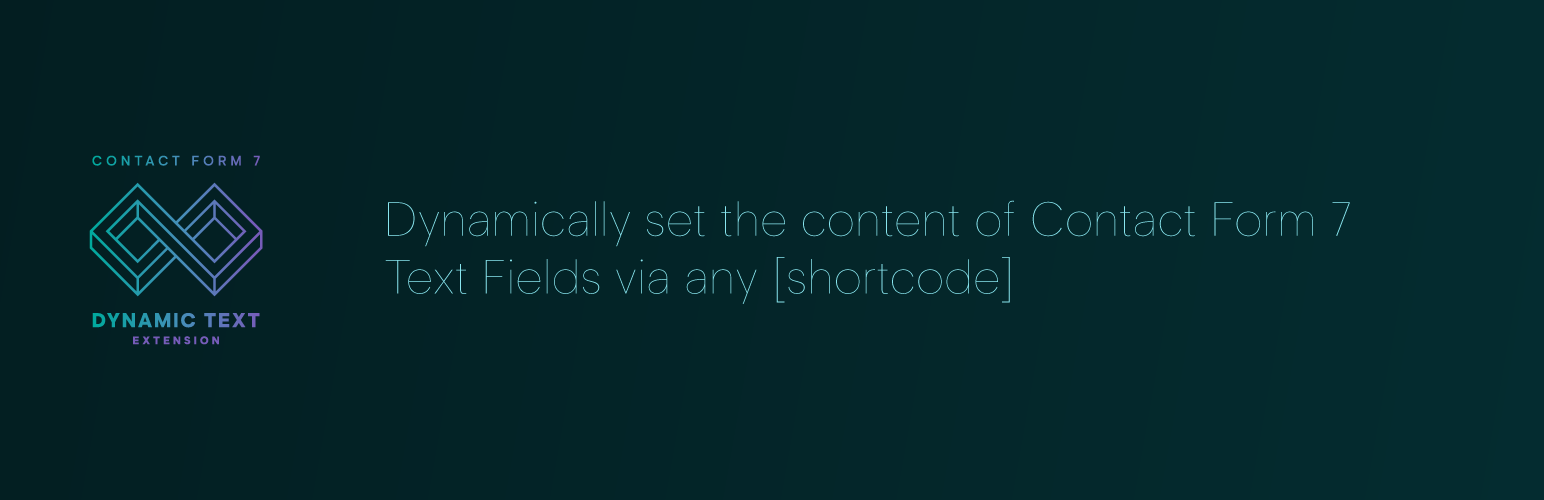 CONTACT FORM 7
DYNAMIC TEXT
EXTENSION
Dynamically set the content of Contact Form 7
Text Fields via any [shortcode]